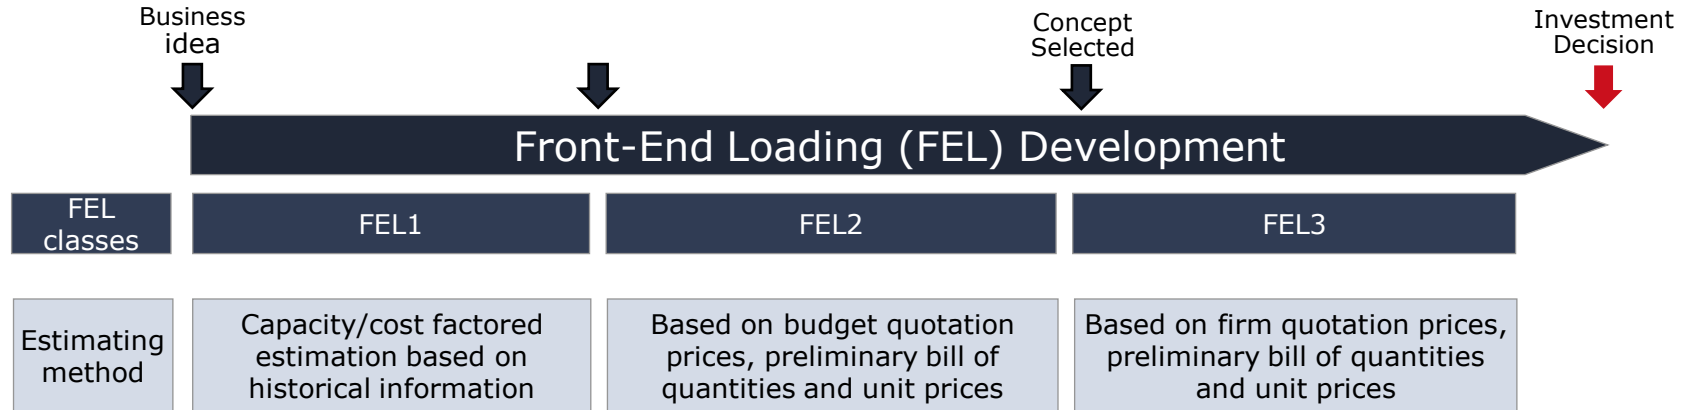 Business
idea
Concept
Selected
Investment
Decision
Front-End Loading (FEL) Development
FEL
classes
FEL1
FEL2
FEL3
Estimating
method
Capacity/cost factored
estimation based on
historical information
Based on budget quotation
prices, preliminary bill of
quantities and unit prices
Based on firm quotation prices,
preliminary bill of quantities
and unit prices